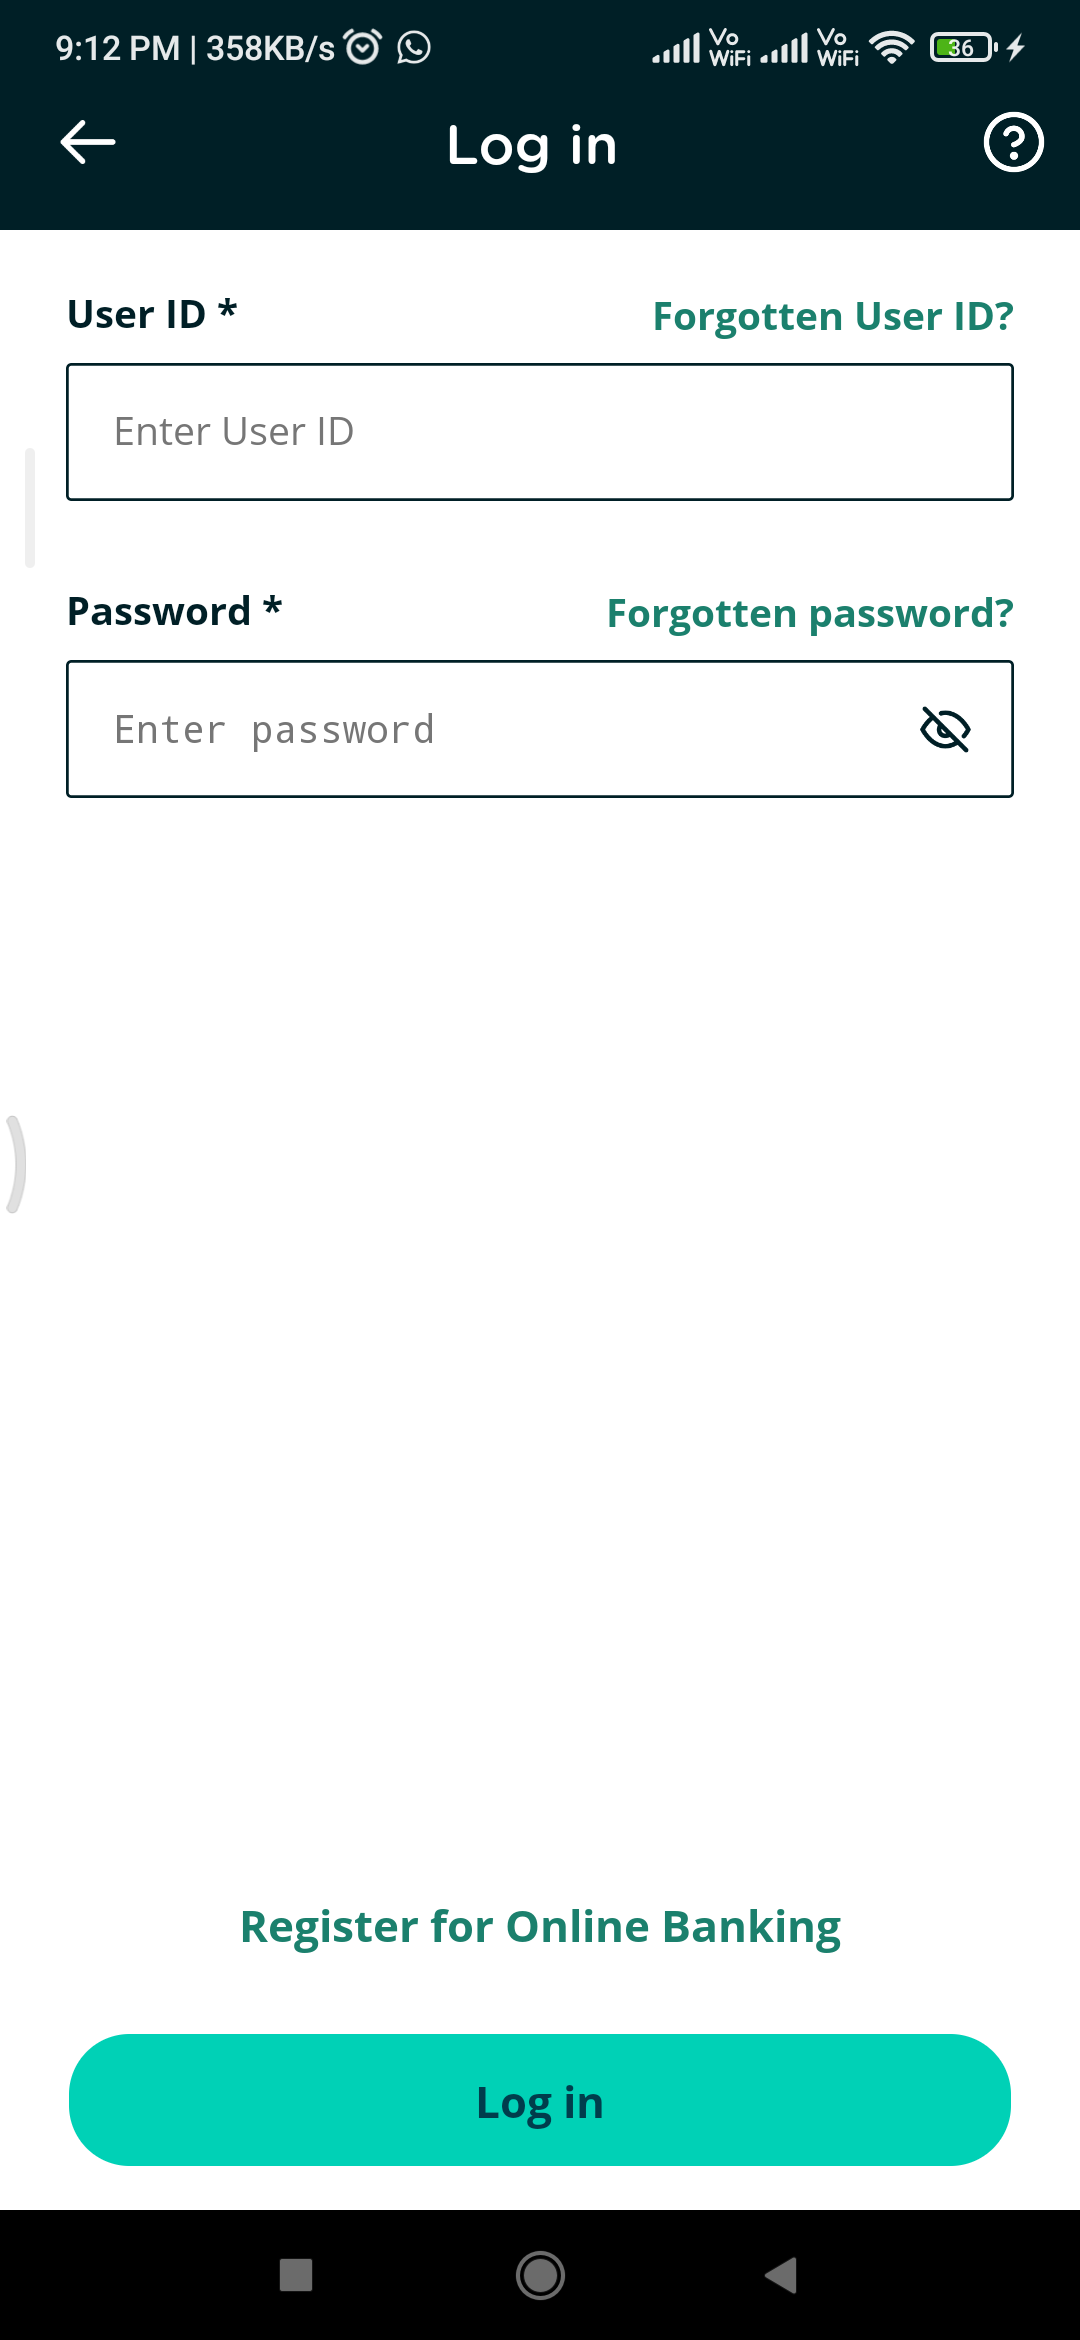 9:12 PM | 358KB/s Vo WiFi Vo WiFi 36
Log in
User ID * Forgotten User ID?
Enter User ID
Password * Forgotten password?
Enter password
Register for Online Banking
Log in